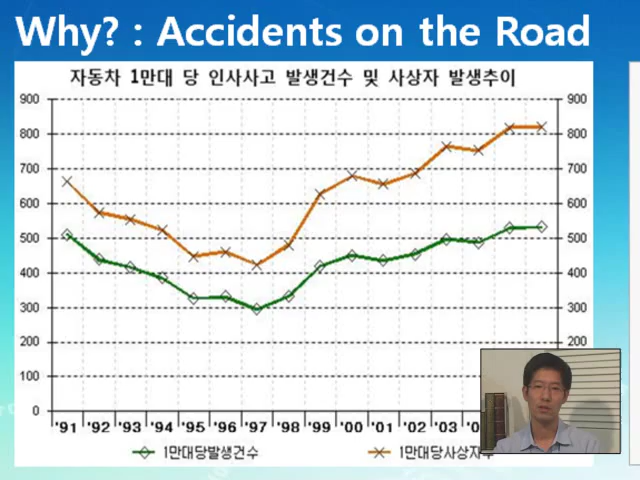 Why? : Accidents on the Road
자동차 1만대 당 인사사고 발생건수 및 사상자 발생추이
900 900
800 800
700 700
600 600
500 500
400 400
300 300
200 200
100
0
'91 '92 '93 '94 '95 '96 '97 '98 '99 '00 '01 '02 '03
1만대당발생건수 1만대당사상자수